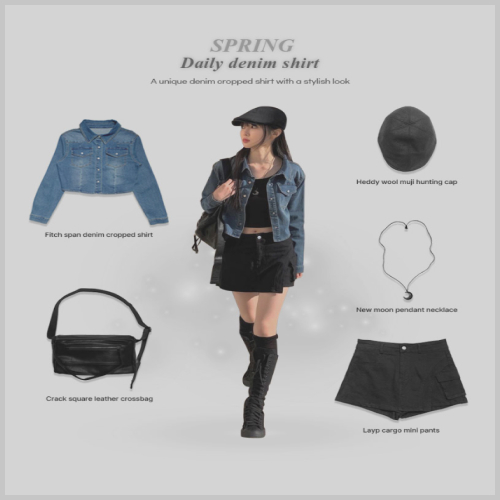 SPRING
Daily denim shirt
A unique denim cropped shirt with a stylish look
Fitch span denim cropped shirt
Heddy wool muji hunting cap
New moon pendant necklace
Crack square leather crossbag
Layp cargo mini pants